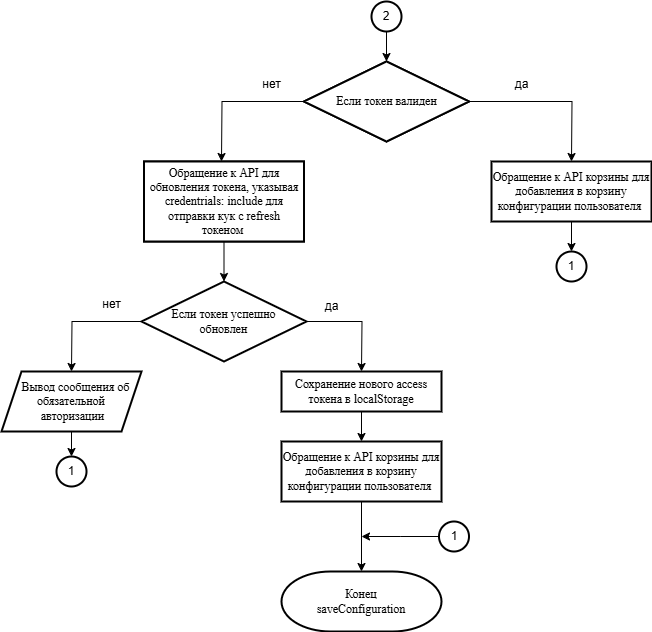 2
нет
да
Если токен валиден
Обращение к API для
обновления токена, указывая
credentrials: include для
отправки кук с refresh
токеном
Обращение к API корзины для
добавления в корзину
конфигурации пользователя
1
нет
да
Если токен успешно
обновлен
Вывод сообщения об
обязательной
авторизации
1
Сохранение нового access
токена в localStorage
Обращение к API корзины для
добавления в корзину
конфигурации пользователя
1
Конец
saveConfiguration